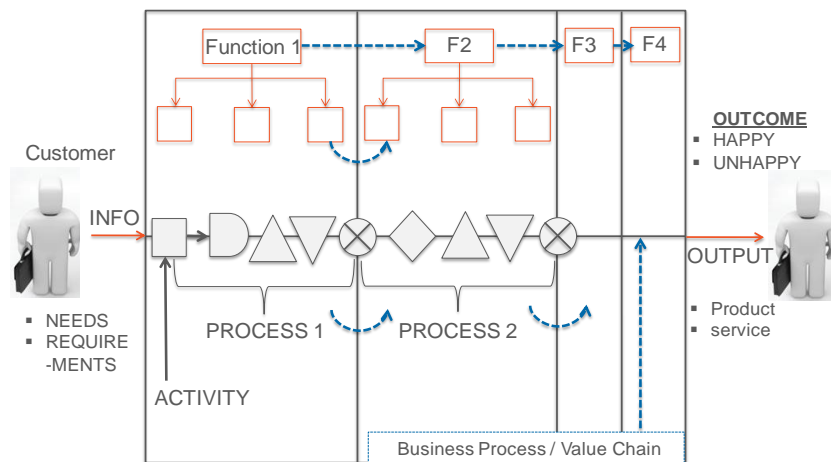 Function 1
F2
F3
F4
OUTCOME
▪ HAPPY
▪ UNHAPPY
Customer
INFO
OUTPUT
▪ NEEDS
▪ REQUIRE
-MENTS
PROCESS 1
PROCESS 2
▪ Product
▪ service
ACTIVITY
Business Process / Value Chain